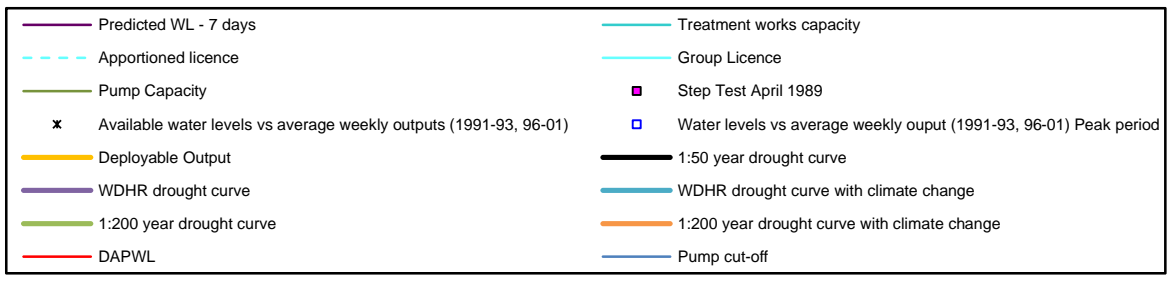 Predicted WL - 7 days
Treatment works capacity
Apportioned licence
Group Licence
Pump Capacity
Step Test April 1989
Available water levels vs average weekly outputs (1991-93, 96-01)
Water levels vs average weekly ouput (1991-93, 96-01) Peak period
Deployable Output
1:50 year drought curve
WDHR drought curve
WDHR drought curve with climate change
1:200 year drought curve
1:200 year drought curve with climate change
DAPWL
Pump cut-off